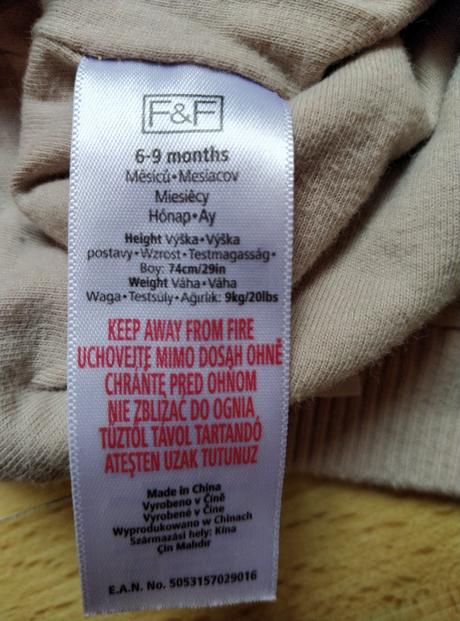 F&F
6-9 months
Měsíců•Mesiacov
Miesięcy
Hónap•Ay
Height Výška•Výška
postavy•Wzrost•Testmagasság•
Boy: 74cm/29in
Weight Váha•Váha
Waga•Testsúly•Ağırlık: 9kg/20lbs
KEEP AWAY FROM FIRE
UCHOVEJTE MIMO DOSAH OHNĚ
CHRÁŇTE PRED OHŇOM
NIE ZBLIŻAĆ DO OGNIA
TŰZTŐL TÁVOL TARTANDÓ
ATEŞTEN UZAK TUTUNUZ
Made in China
Vyrobeno v Číně
Vyrobené v Číne
Wyprodukowano w Chinach
Származási hely: Kína
Çin Malıdır
E.A.N. No. 5053157029016